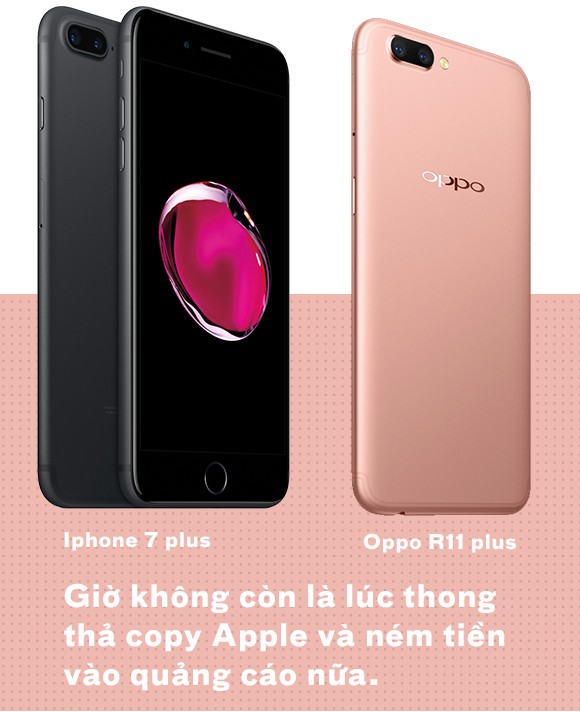 oppo
Iphone 7 plus
Oppo R11 plus
Giờ không còn là lúc thong
thả copy Apple và ném tiền
vào quảng cáo nữa.